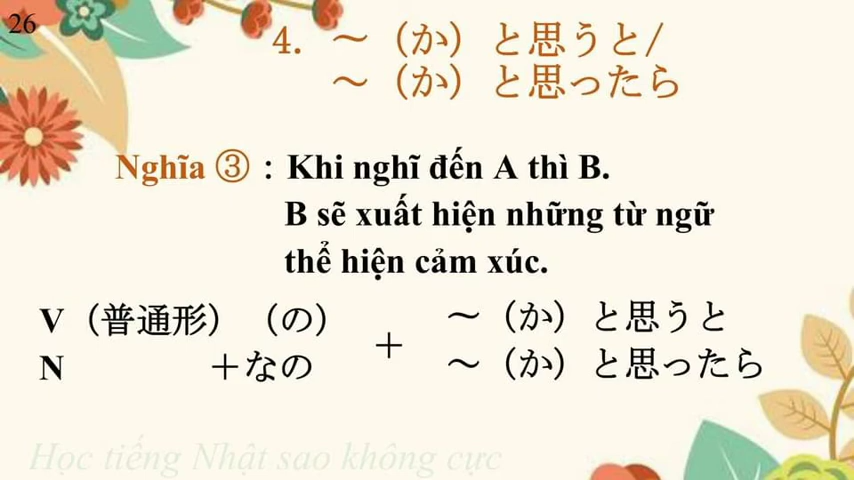 26
4. ～（か）と思うと/
～（か）と思ったら
Nghĩa ③ : Khi nghĩ đến A thì B.
B sẽ xuất hiện những từ ngữ
thể hiện cảm xúc.
V（普通形）（の） ＋ ～（か）と思うと
N ＋なの ～（か）と思ったら
Học tiếng Nhật sao không cực